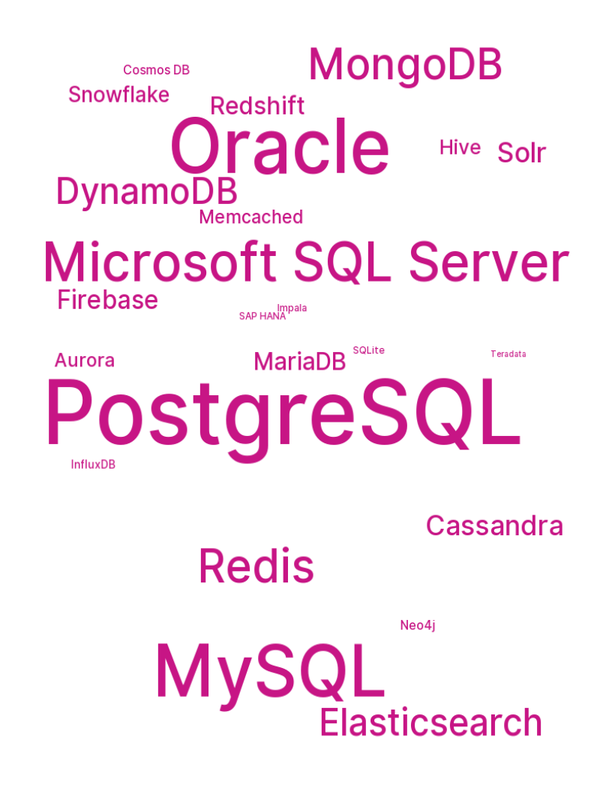 MongoDB
Cosmos DB
Snowflake
Redshift
Oracle
Hive
Solr
DynamoDB
Memcached
Microsoft SQL Server
Firebase
Impala
SAP HANA
SQLite
Teradata
Aurora
MariaDB
PostgreSQL
InfluxDB
Cassandra
Redis
Neo4j
MySQL
Elasticsearch